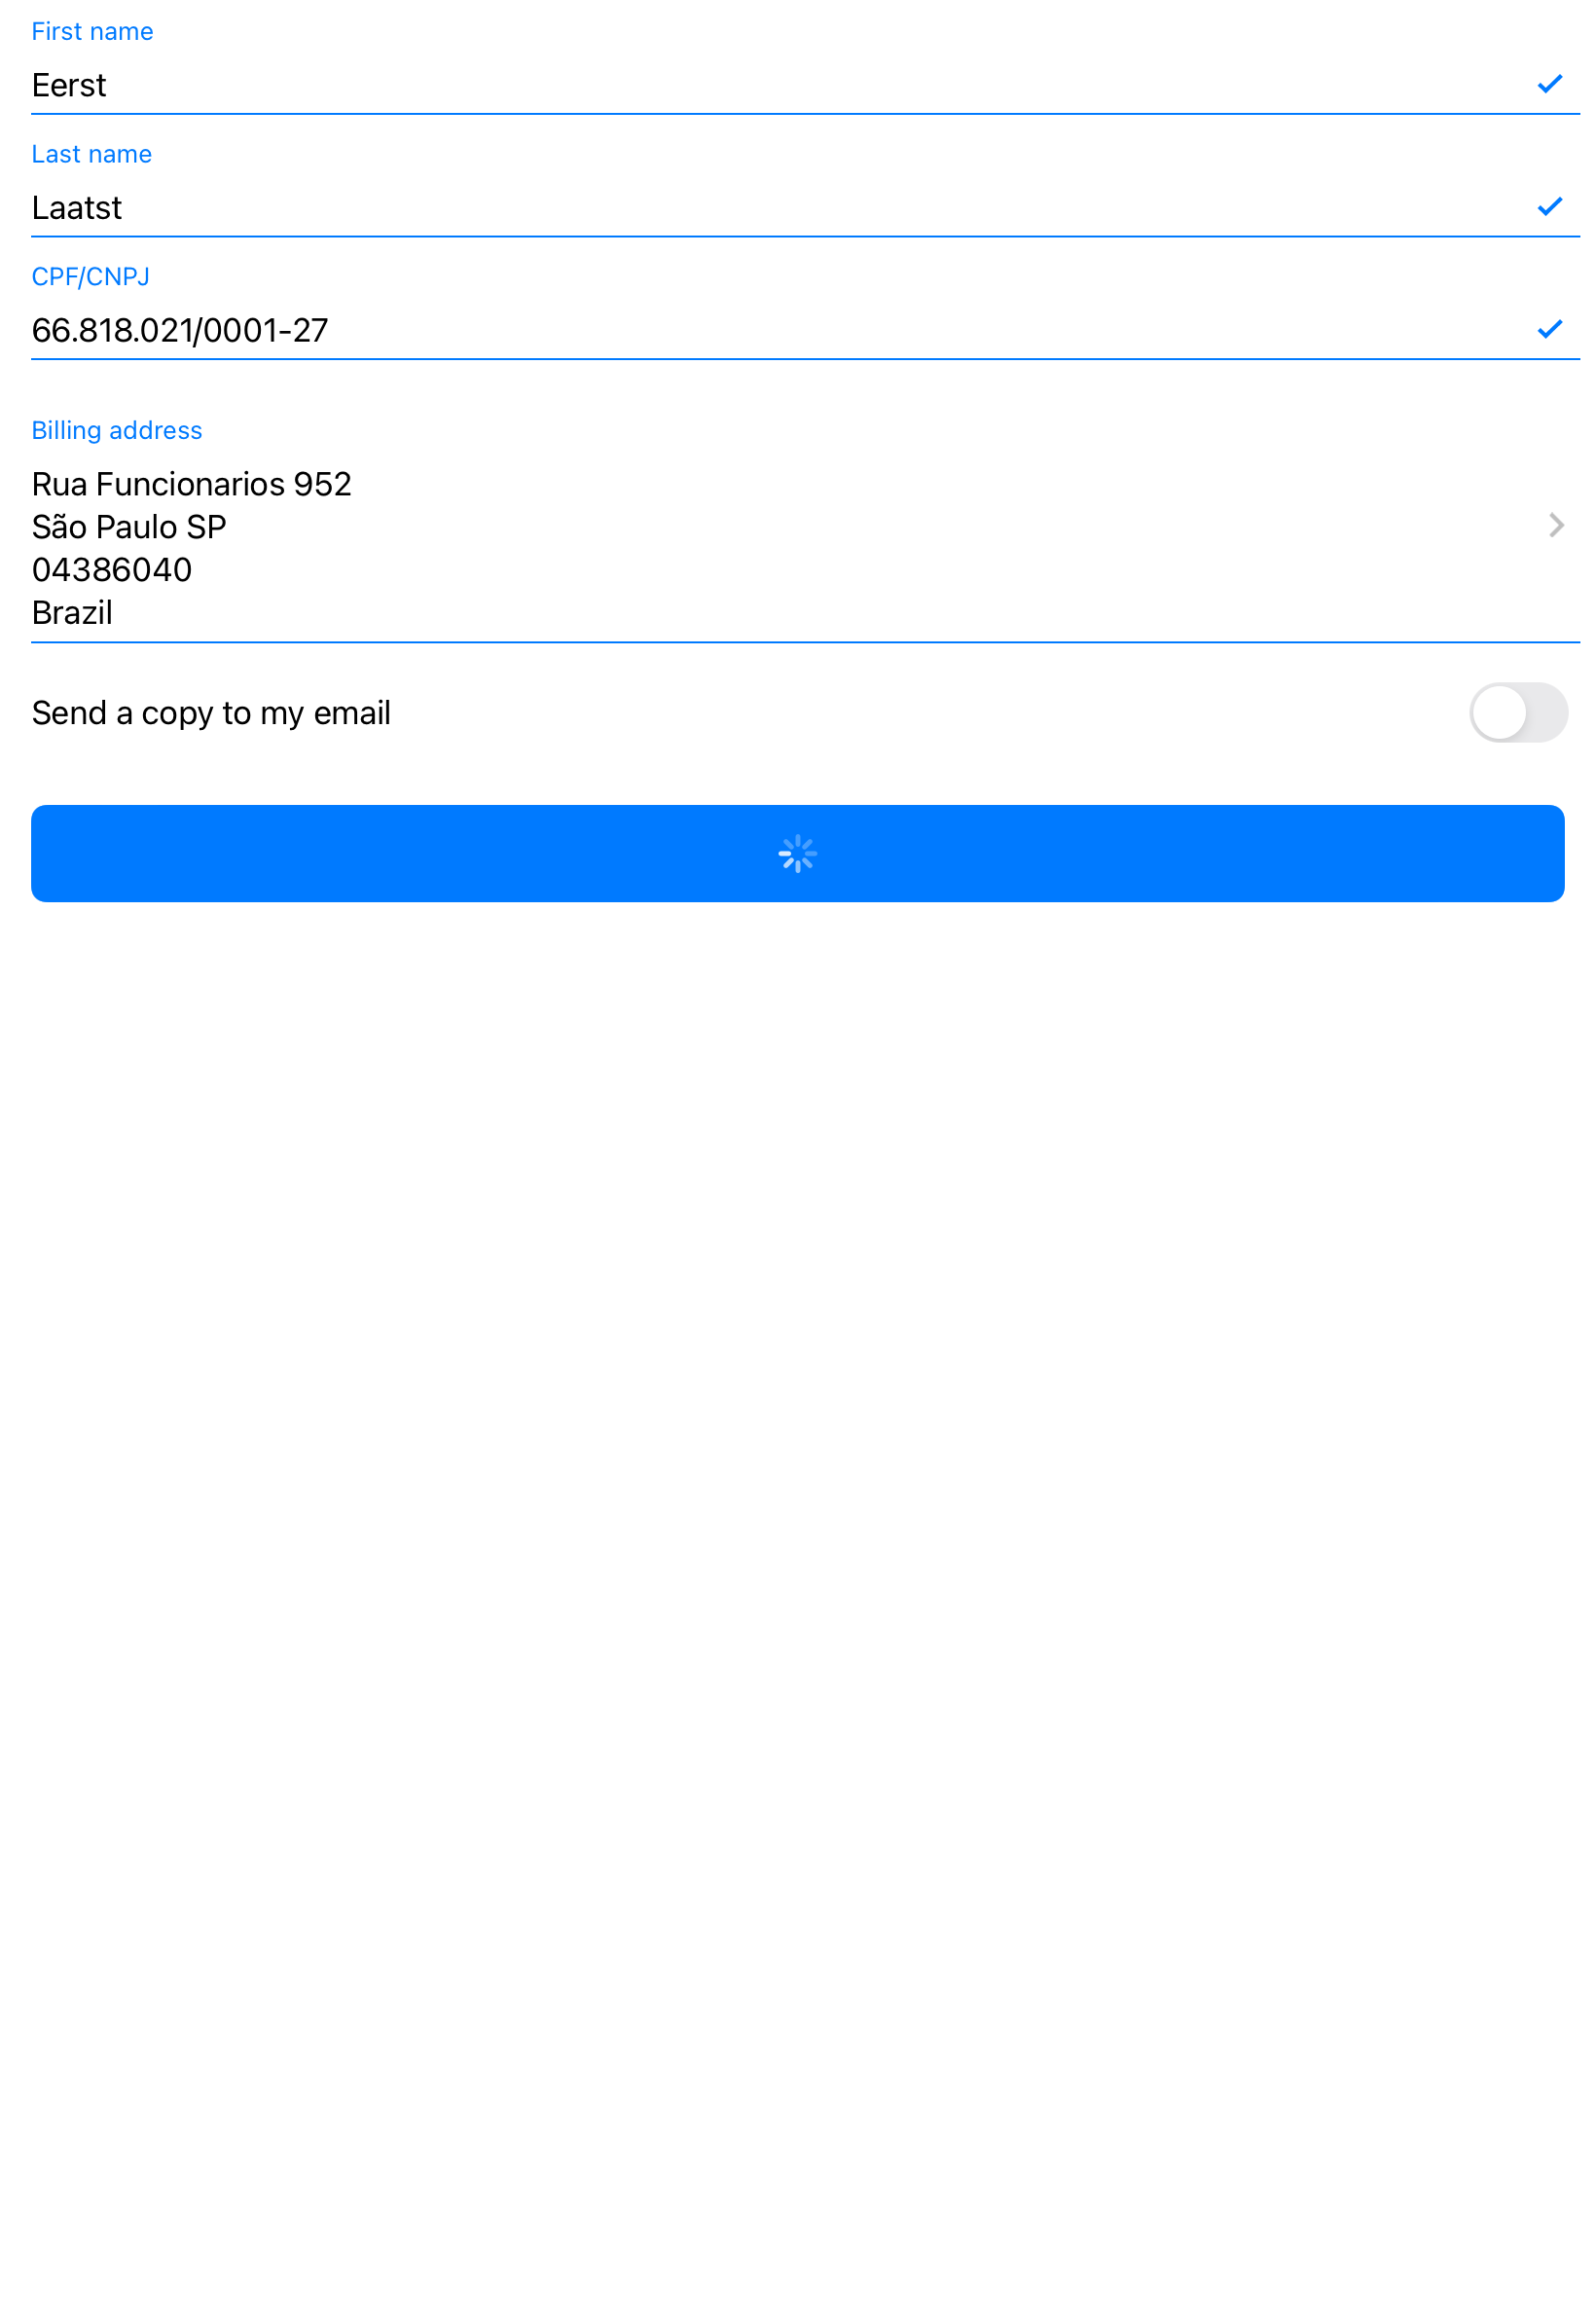 First name
Eerst
Last name
Laatst
CPF/CNPJ
66.818.021/0001-27
Billing address
Rua Funcionarios 952
São Paulo SP
04386040
Brazil
Send a copy to my email